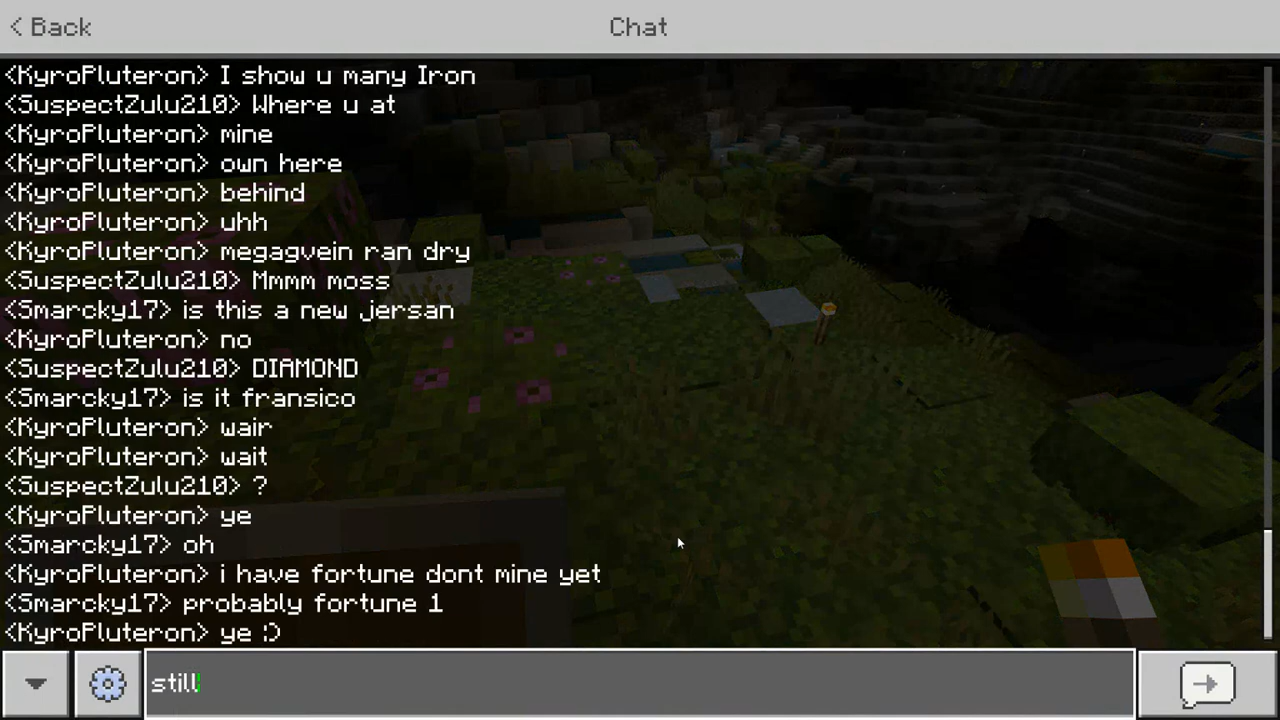 < Back
Chat
<KyroPluteron> I show u many Iron
<SuspectZulu210> Where u at
<KyroPluteron> mine
<KyroPluteron> own here
<KyroPluteron> behind
<KyroPluteron> uhh
<KyroPluteron> megagvein ran dry
<SuspectZulu210> Mmmm moss
<Smarcky17> is this a new jersan
<KyroPluteron> no
<SuspectZulu210> DIAMOND
<Smarcky17> is it fransico
<KyroPluteron> wair
<KyroPluteron> wait
<SuspectZulu210> ?
<KyroPluteron> ye
<Smarcky17> oh
<KyroPluteron> i have fortune dont mine yet
<Smarcky17> probably fortune 1
<KyroPluteron> ye :)
still